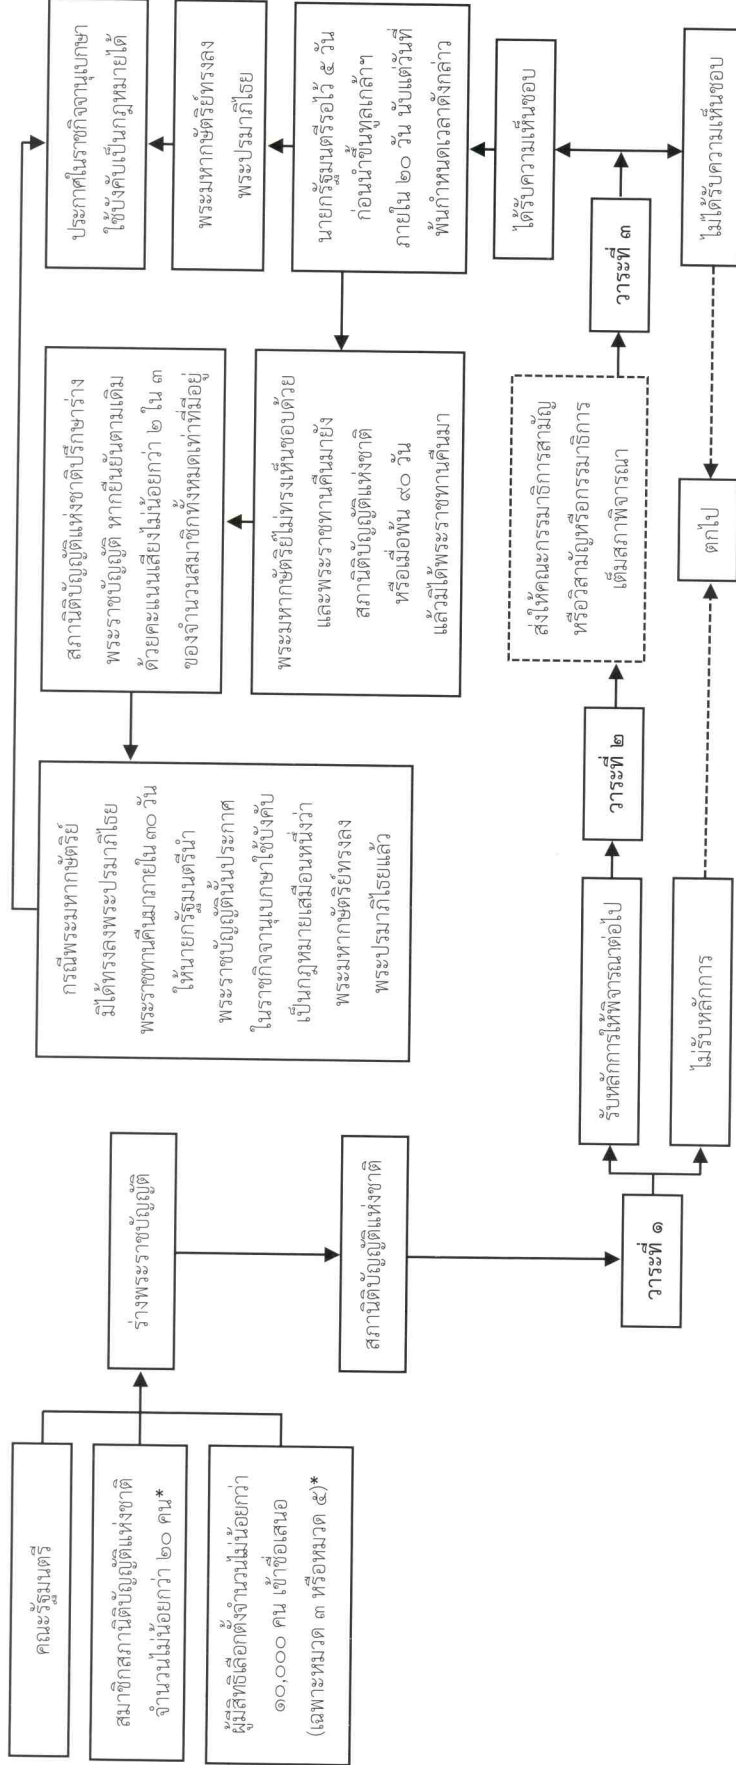 คณะรัฐมนตรี
สมาชิกสภานิติบัญญัติแห่งชาติ
จำนวนไม่น้อยกว่า ๒๐ คน*
ผู้มีสิทธิเลือกตั้งจำนวนไม่น้อยกว่า
๑๐,๐๐๐ คน เข้าชื่อเสนอ
(เฉพาะหมวด ๓ หรือหมวด ๕)*
ร่างพระราชบัญญัติ
สภานิติบัญญัติแห่งชาติ
วาระที่ ๑
รับหลักการให้พิจารณาต่อไป
ไม่รับหลักการ
วาระที่ ๒
ส่งให้คณะกรรมาธิการสามัญ
หรือวิสามัญหรือกรรมาธิการ
เต็มสภาพิจารณา
ตกไป
วาระที่ ๓
ได้รับความเห็นชอบ
ไม่ได้รับความเห็นชอบ
นายกรัฐมนตรีรอไว้ ๕ วัน
ก่อนนำขึ้นทูลเกล้าฯ
ภายใน ๒๐ วัน นับแต่วันที่
พ้นกำหนดเวลาดังกล่าว
พระมหากษัตริย์ทรงลง
พระปรมาภิไธย
ประกาศในราชกิจจานุเบกษา
ใช้บังคับเป็นกฎหมายได้
พระมหากษัตริย์ไม่ทรงเห็นชอบด้วย
และพระราชทานคืนมายัง
สภานิติบัญญัติแห่งชาติ
หรือเมื่อพ้น ๙๐ วัน
แล้วมิได้พระราชทานคืนมา
สภานิติบัญญัติแห่งชาติปรึกษาร่าง
พระราชบัญญัติ หากยืนยันตามเดิม
ด้วยคะแนนเสียงไม่น้อยกว่า ๒ ใน ๓
ของจำนวนสมาชิกทั้งหมดเท่าที่มีอยู่
กรณีพระมหากษัตริย์
มิได้ทรงลงพระปรมาภิไธย
พระราชทานคืนมาภายใน ๓๐ วัน
ให้นายกรัฐมนตรีนำ
พระราชบัญญัตินั้นประกาศ
ในราชกิจจานุเบกษาใช้บังคับ
เป็นกฎหมายเสมือนหนึ่งว่า
พระมหากษัตริย์ทรงลง
พระปรมาภิไธยแล้ว